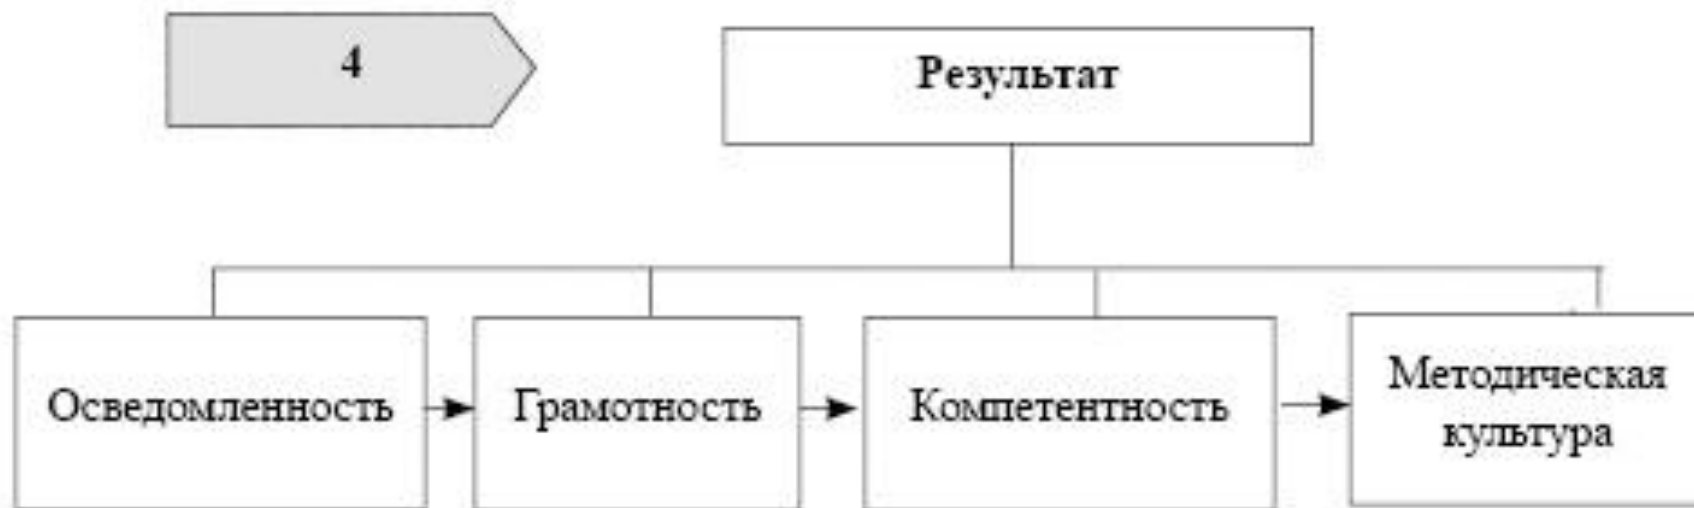 4
Результат
Осведомленность
Грамотность
Компетентность
Методическая
культура